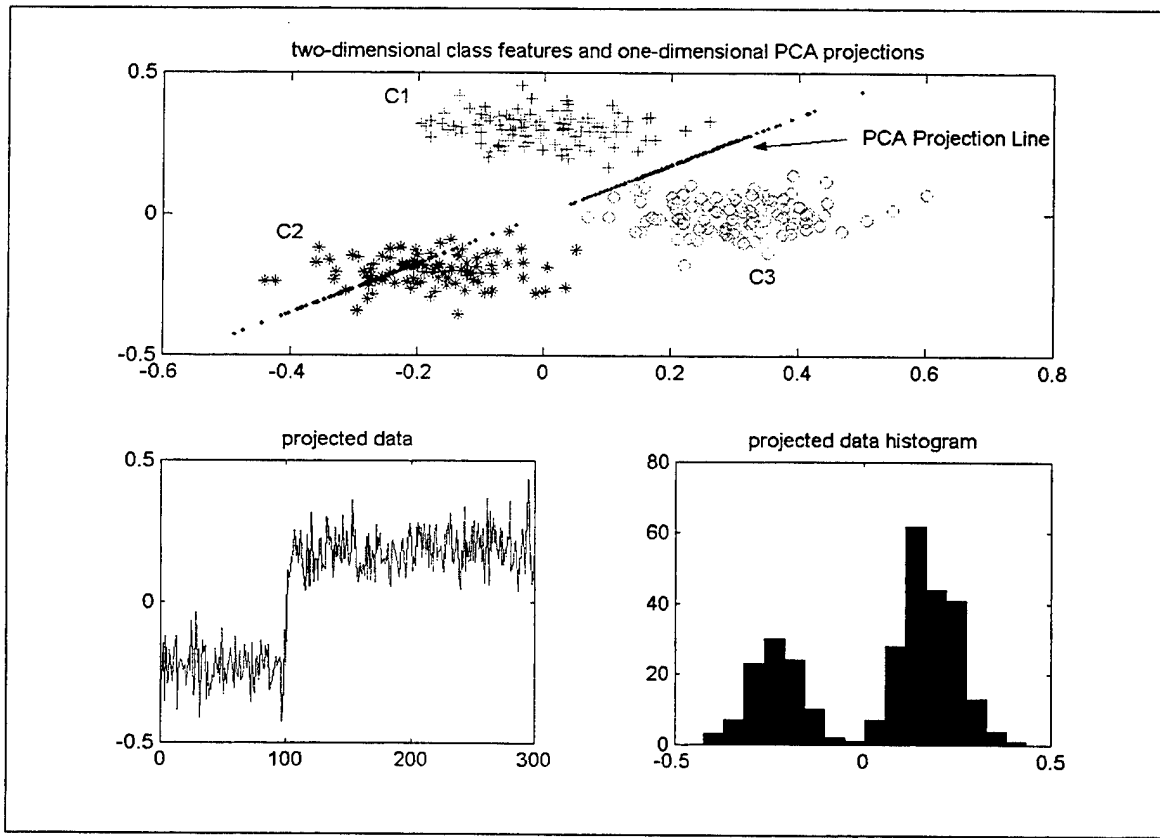 two-dimensional class features and one-dimensional PCA projections
0.5
C1
PCA Projection Line
0
C2
C3
-0.5
-0.6 -0.4 -0.2 0 0.2 0.4 0.6 0.8
projected data
0.5
0
-0.5
0 100 200 300
projected data histogram
80
60
40
20
0
-0.5 0 0.5